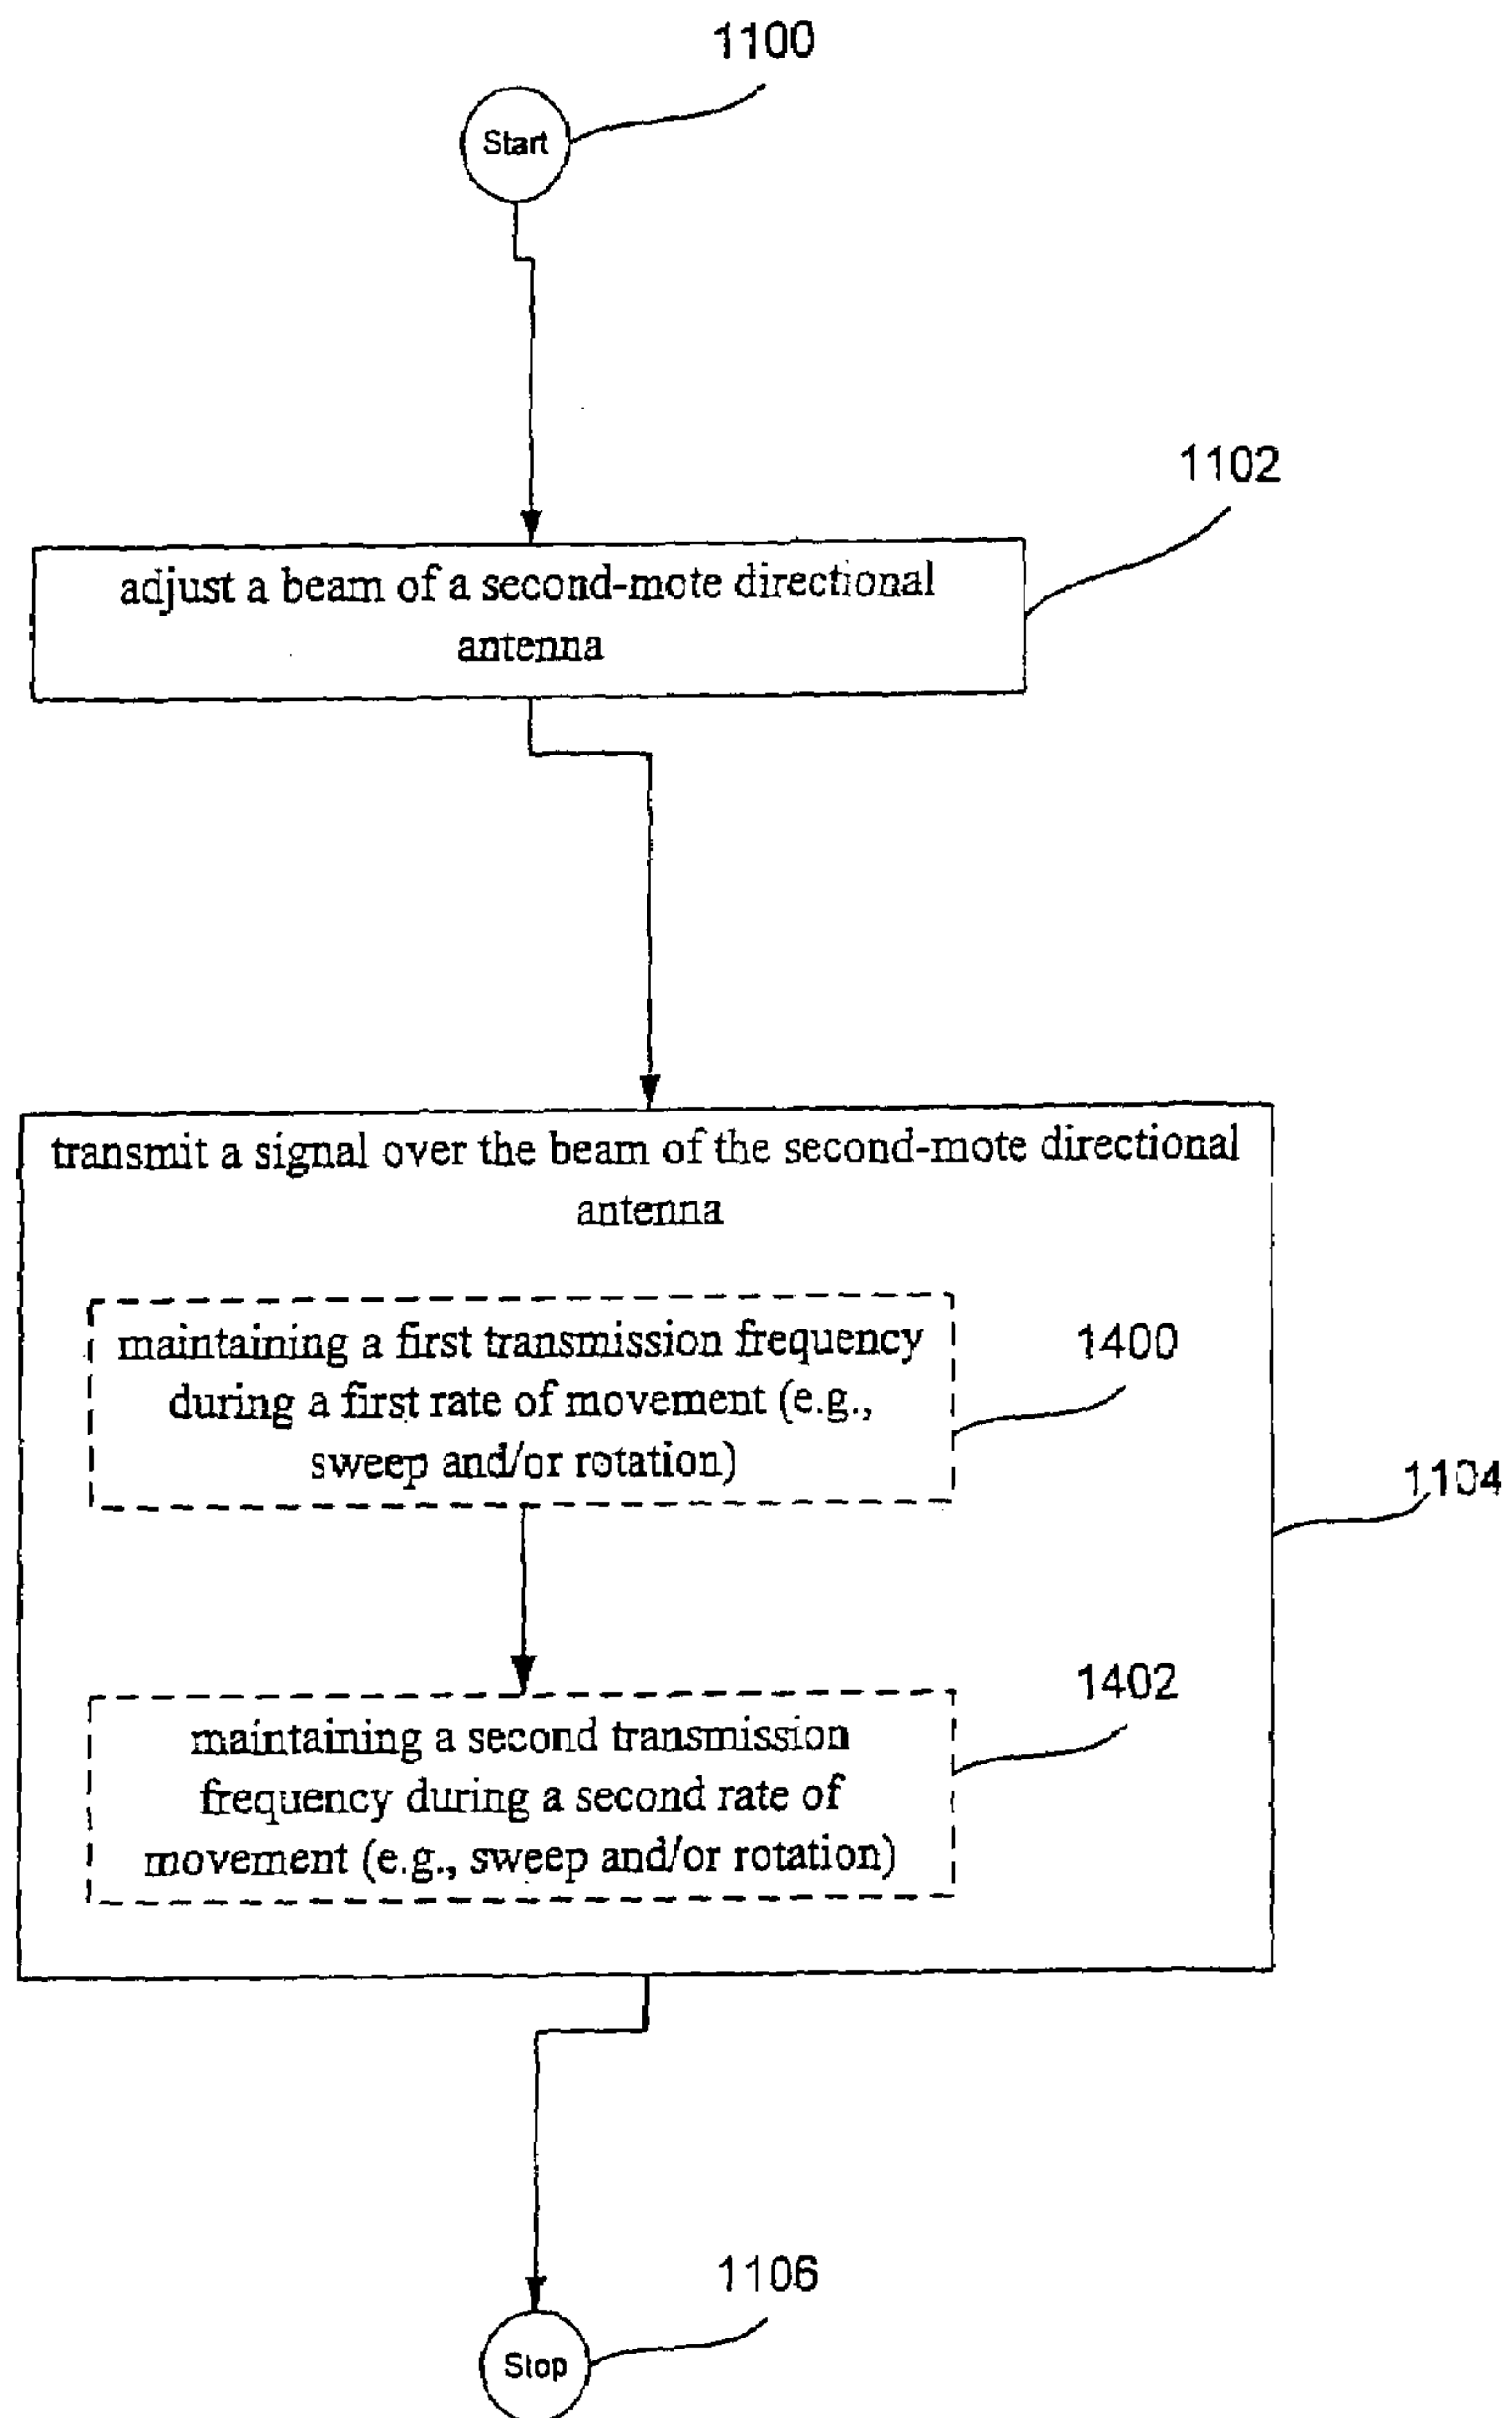 1100
Start
1102
adjust a beam of a second-mote directional
antenna
transmit a signal over the beam of the second-mote directional
antenna
maintaining a first transmission frequency
during a first rate of movement (e.g.,
sweep and/or rotation)
1400
1104
maintaining a second transmission
frequency during a second rate of
movement (e.g., sweep and/or rotation)
1402
1106
Stop